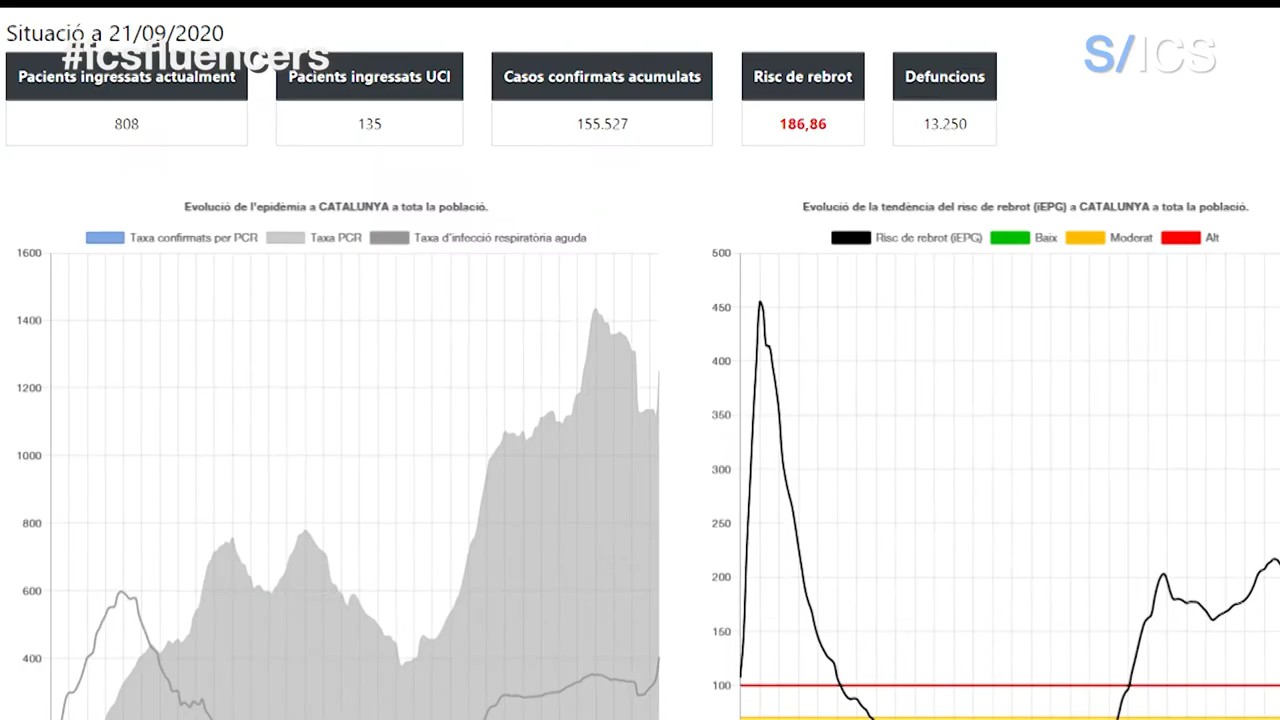 Situació a 21/09/2020
#icsfluencers
S/ICS
Pacients ingressats actualment
Pacients ingressats UCI
Casos confirmats acumulats
Risc de rebrot
Defuncions
808
135
155.527
186,86
13.250
Evolució de l'epidèmia a CATALUNYA a tota la població.
Taxa confirmats per PCR
Taxa PCR
Taxa d'infecció respiratòria aguda
1600
1400
1200
1000
800
600
400
Evolució de la tendència del risc de rebrot (iEPG) a CATALUNYA a tota la població.
Risc de rebrot (iEPG)
Baix
Moderat
Alt
500
450
400
350
300
250
200
150
100